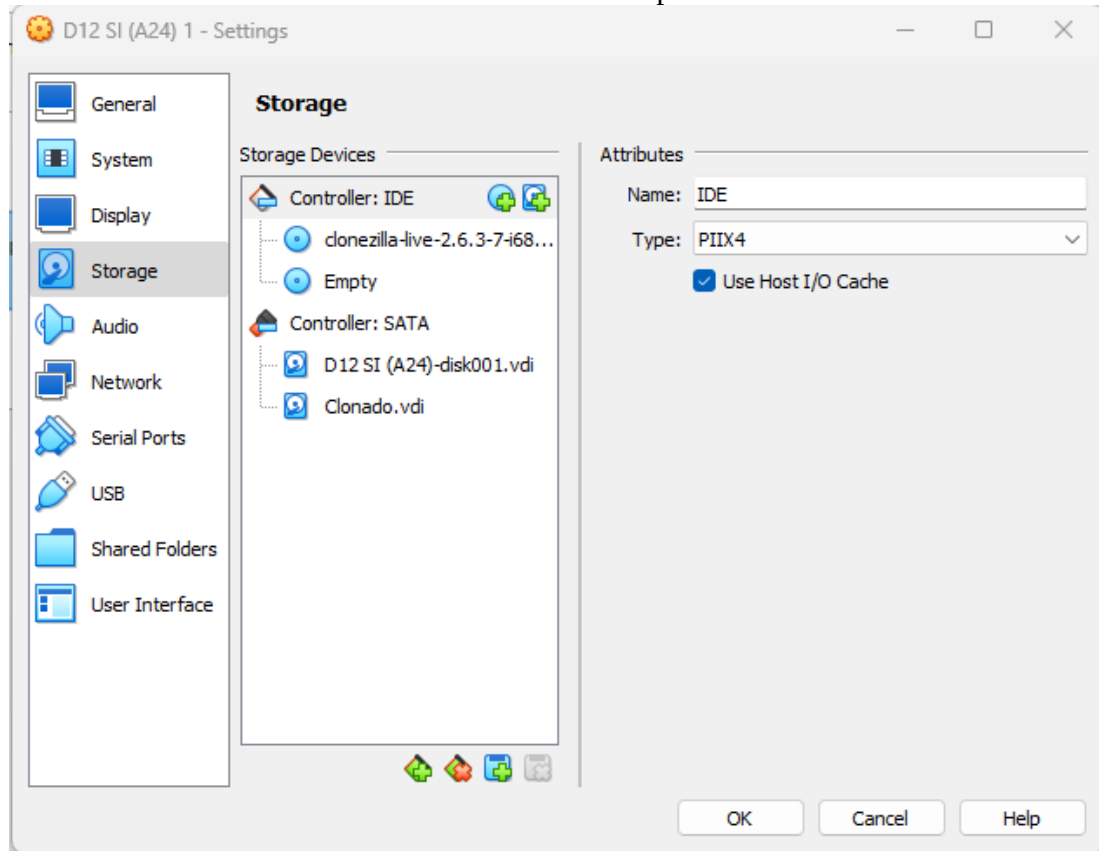 D12 SI (A24) 1 - Settings
General
System
Display
Storage
Audio
Network
Serial Ports
USB
Shared Folders
User Interface
Storage
Storage Devices
Controller: IDE
clonezilla-live-2.6.3-7-i68...
Empty
Controller: SATA
D12 SI (A24)-disk001.vdi
Clonado.vdi
Attributes
Name: IDE
Type: PIIX4
Use Host I/O Cache
OK Cancel Help